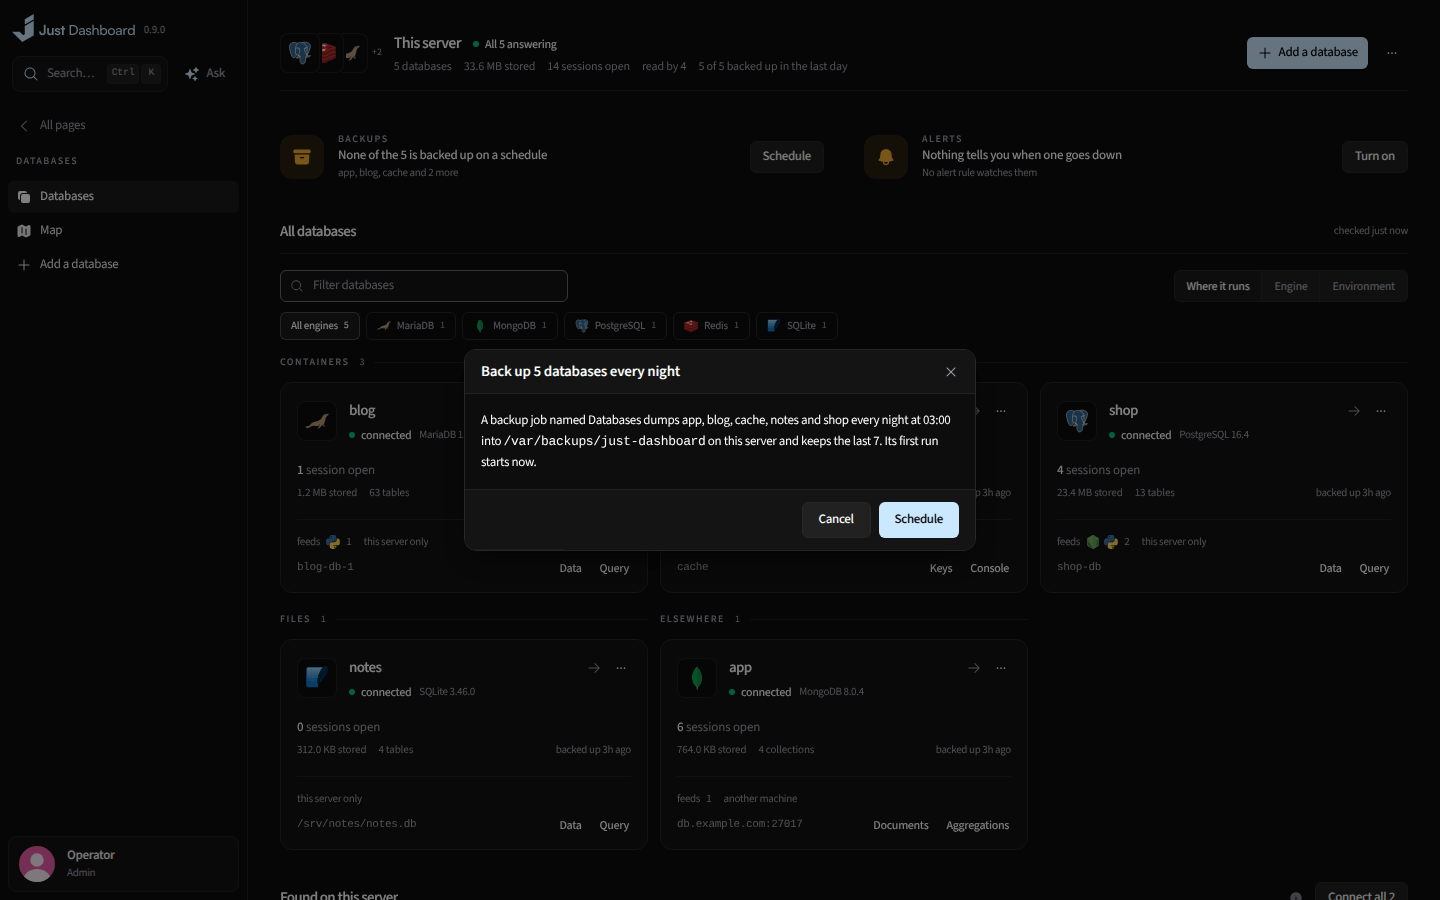 Just Dashboard 0.9.0
Search... Ctrl K Ask
All pages
DATABASES
Databases
Map
Add a database
Operator
Admin
+2
This server All 5 answering
5 databases 33.6 MB stored 14 sessions open read by 4 5 of 5 backed up in the last day
Add a database
BACKUPS
None of the 5 is backed up on a schedule
app, blog, cache and 2 more
Schedule
ALERTS
Nothing tells you when one goes down
No alert rule watches them
Turn on
All databases
checked just now
Filter databases
Where it runs Engine Environment
All engines 5 MariaDB 1 MongoDB 1 PostgreSQL 1 Redis 1 SQLite 1
CONTAINERS 3
blog
connected MariaDB 1
1 session open
1.2 MB stored 63 tables
feeds 1 this server only
blog-db-1
Data Query
Back up 5 databases every night
A backup job named Databases dumps app, blog, cache, notes and shop every night at 03:00
into /var/backups/just-dashboard on this server and keeps the last 7. Its first run
starts now.
Cancel Schedule
3h ago
cache
Keys Console
shop
connected PostgreSQL 16.4
4 sessions open
23.4 MB stored 13 tables backed up 3h ago
feeds 2 this server only
shop-db
Data Query
FILES 1
notes
connected SQLite 3.46.0
0 sessions open
312.0 KB stored 4 tables backed up 3h ago
this server only
/srv/notes/notes.db
Data Query
ELSEWHERE 1
app
connected MongoDB 8.0.4
6 sessions open
764.0 KB stored 4 collections backed up 3h ago
feeds 1 another machine
db.example.com:27017
Documents Aggregations
Found on this server
Connect all 2